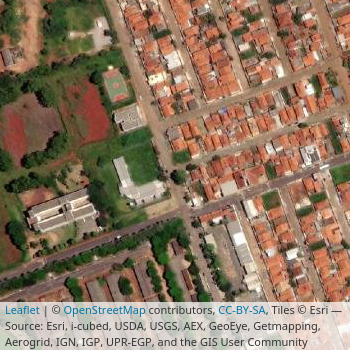 Leaflet | © OpenStreetMap contributors, CC-BY-SA, Tiles © Esri —
Source: Esri, i-cubed, USDA, USGS, AEX, GeoEye, Getmapping,
Aerogrid, IGN, IGP, UPR-EGP, and the GIS User Community